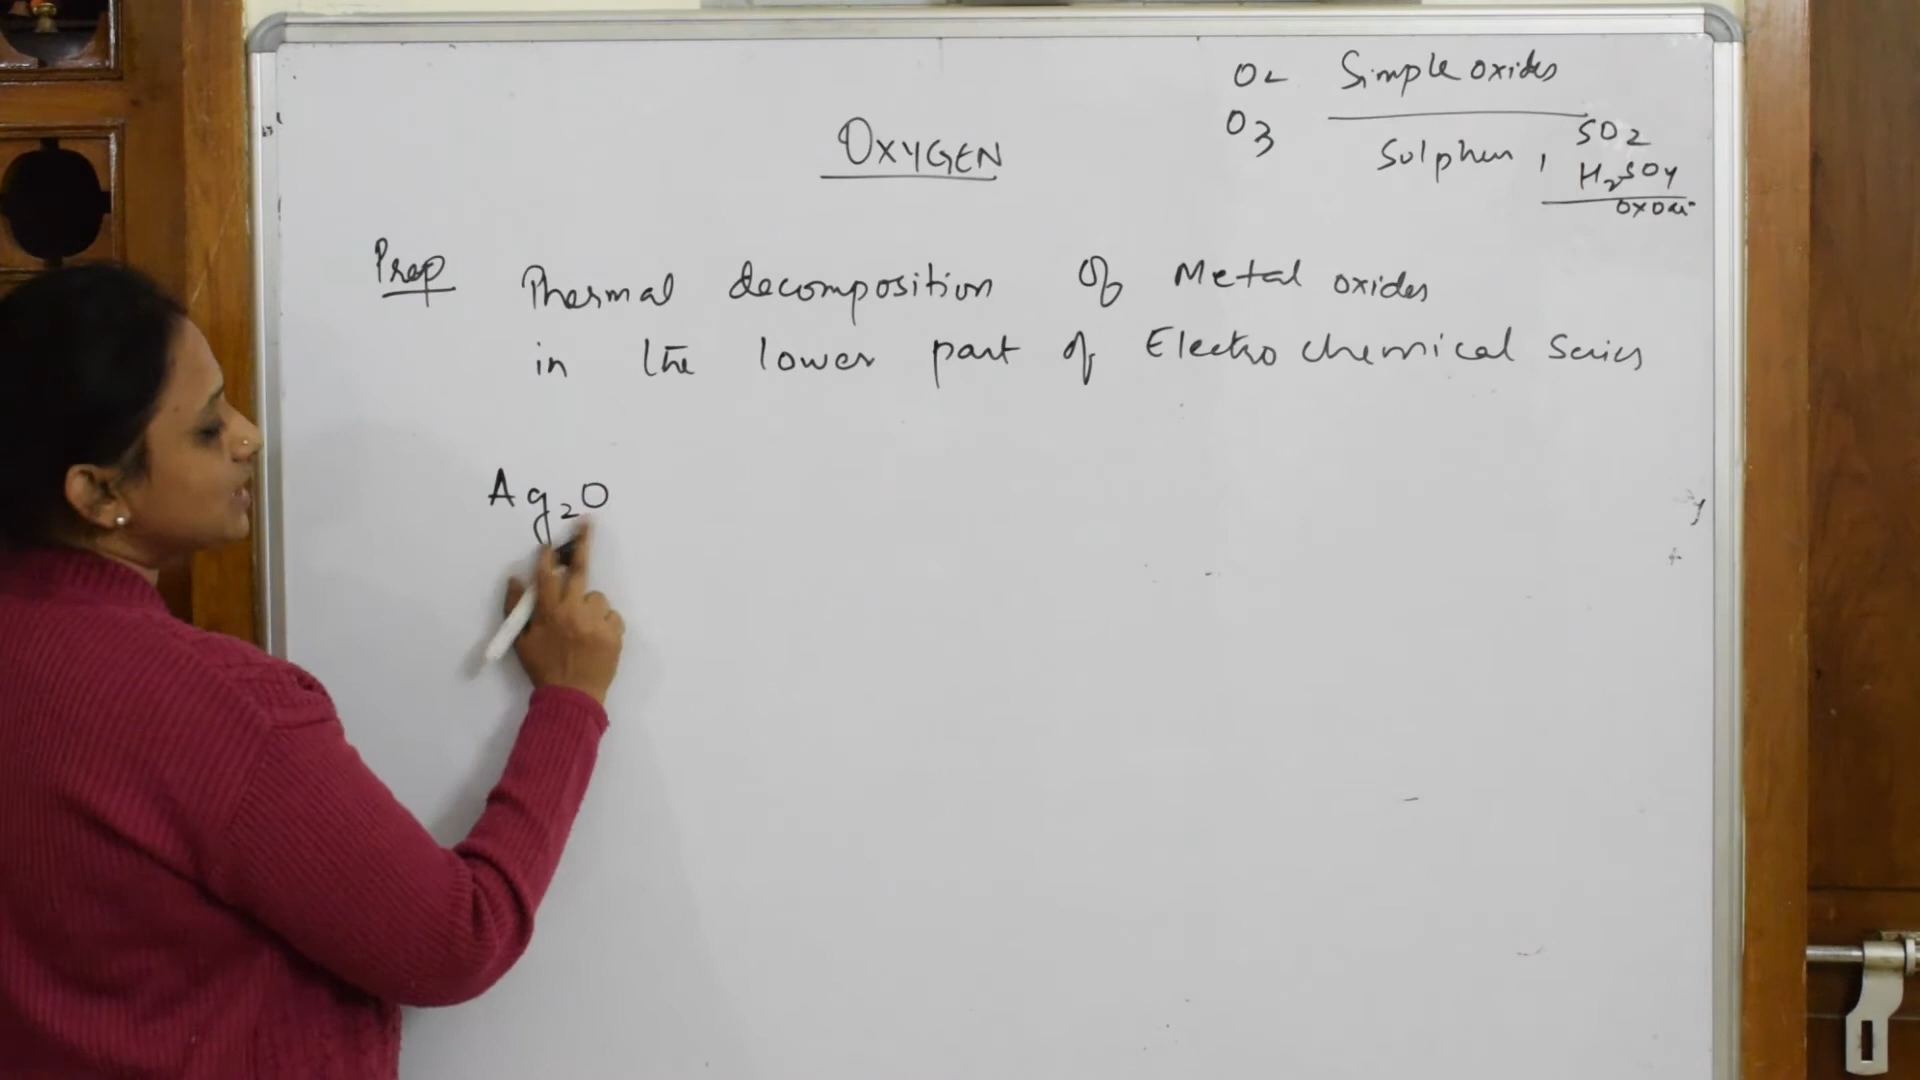 O2 Simple oxides
O3
Sulphur, SO2
H2SO4
OXYGEN
Prep Thermal decomposition Of Metal oxides
in the lower part of Electro chemical Series
Ag2O